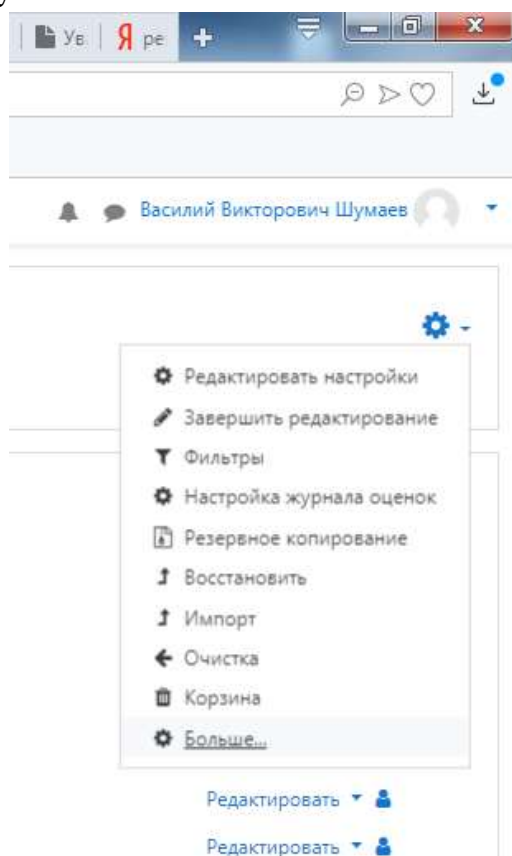 у
Ув
Я ре
Василий Викторович Шумаев
Редактировать настройки
Завершить редактирование
Фильтры
Настройка журнала оценок
Резервное копирование
Восстановить
Импорт
Очистка
Корзина
Больше...
Редактировать
Редактировать